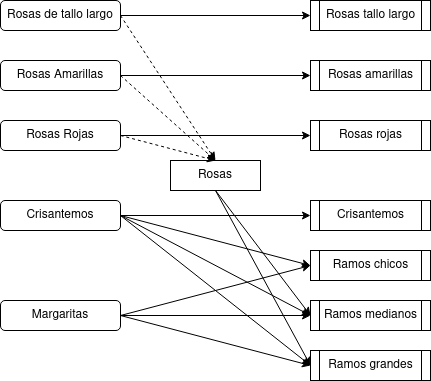 Rosas de tallo largo
Rosas tallo largo
Rosas Amarillas
Rosas amarillas
Rosas Rojas
Rosas rojas
Rosas
Crisantemos
Crisantemos
Ramos chicos
Margaritas
Ramos medianos
Ramos grandes